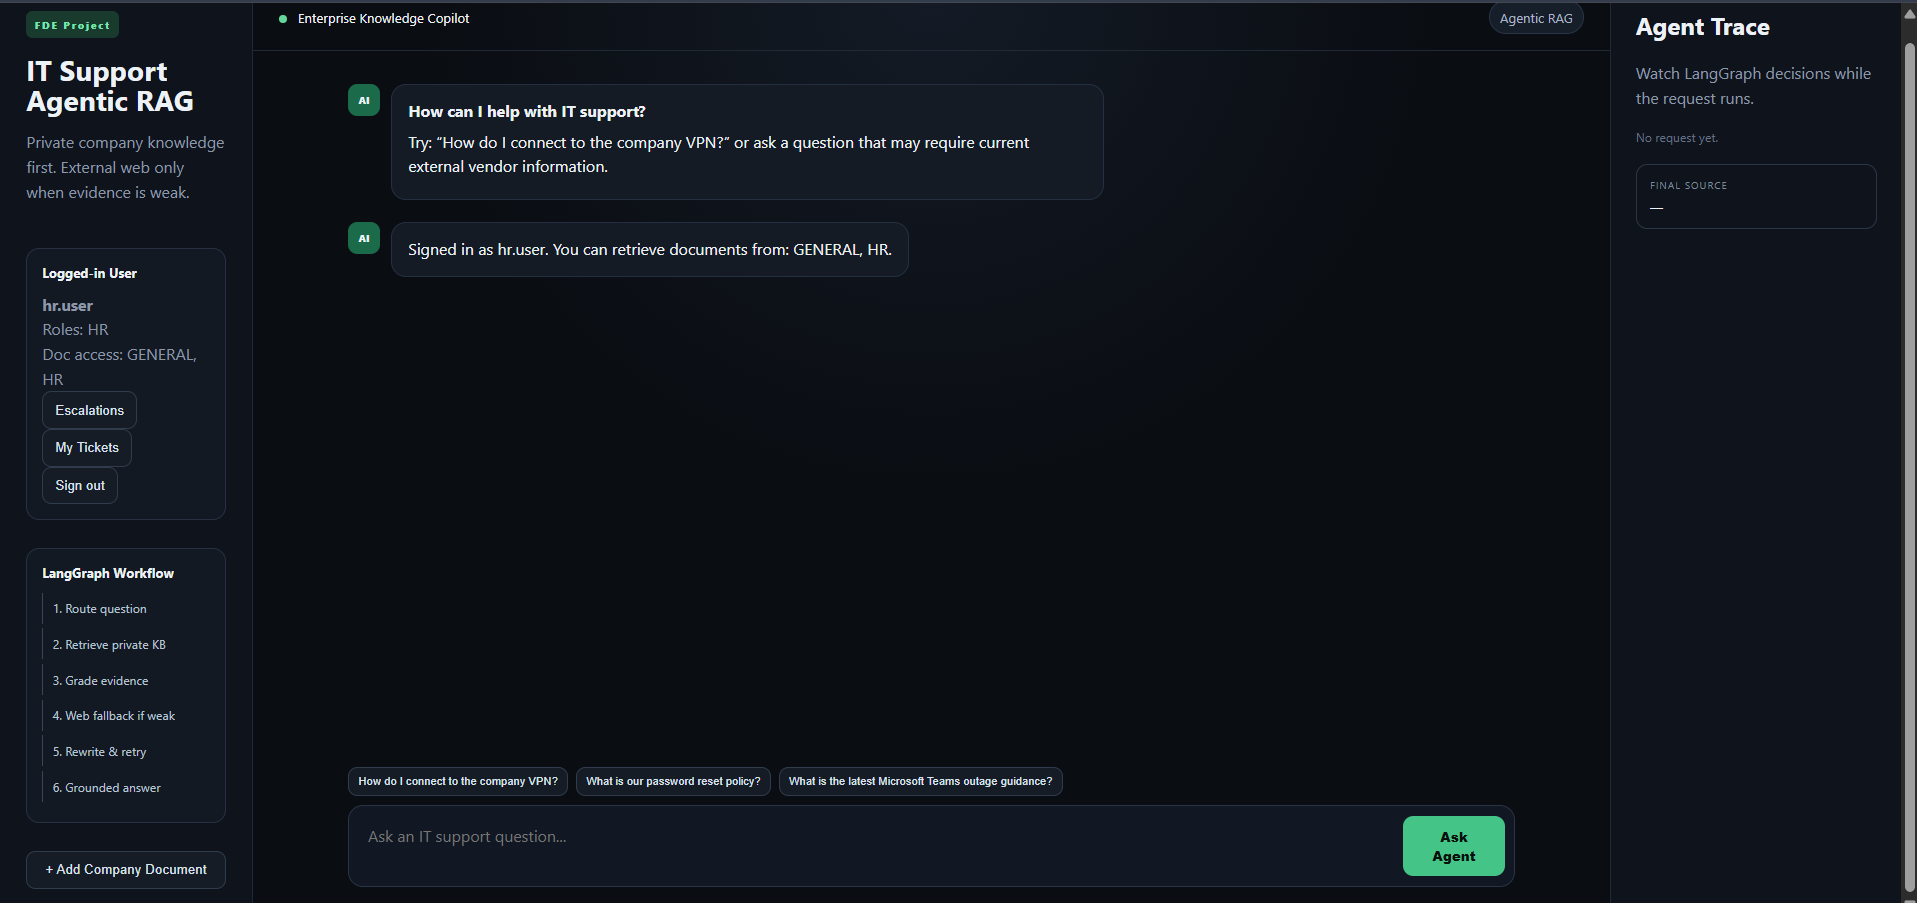 FDE Project
IT Support
Agentic RAG
Private company knowledge
first. External web only
when evidence is weak.
Logged-in User
hr.user
Roles: HR
Doc access: GENERAL,
HR
Escalations
My Tickets
Sign out
LangGraph Workflow
1. Route question
2. Retrieve private KB
3. Grade evidence
4. Web fallback if weak
5. Rewrite & retry
6. Grounded answer
+ Add Company Document
Enterprise Knowledge Copilot
Agentic RAG
AI
How can I help with IT support?
Try: “How do I connect to the company VPN?” or ask a question that may require current
external vendor information.
AI
Signed in as hr.user. You can retrieve documents from: GENERAL, HR.
How do I connect to the company VPN?
What is our password reset policy?
What is the latest Microsoft Teams outage guidance?
Ask an IT support question...
Ask
Agent
Agent Trace
Watch LangGraph decisions while
the request runs.
No request yet.
FINAL SOURCE
—